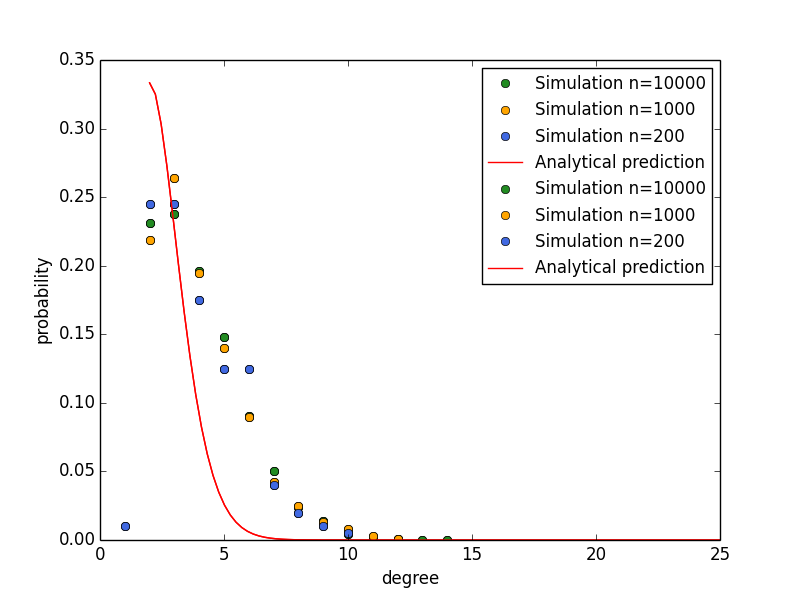 0.35
0.30
0.25
0.20
0.15
0.10
0.05
0.00
probability
0 5 10 15 20 25
degree
Simulation n=10000
Simulation n=1000
Simulation n=200
Analytical prediction
Simulation n=10000
Simulation n=1000
Simulation n=200
Analytical prediction